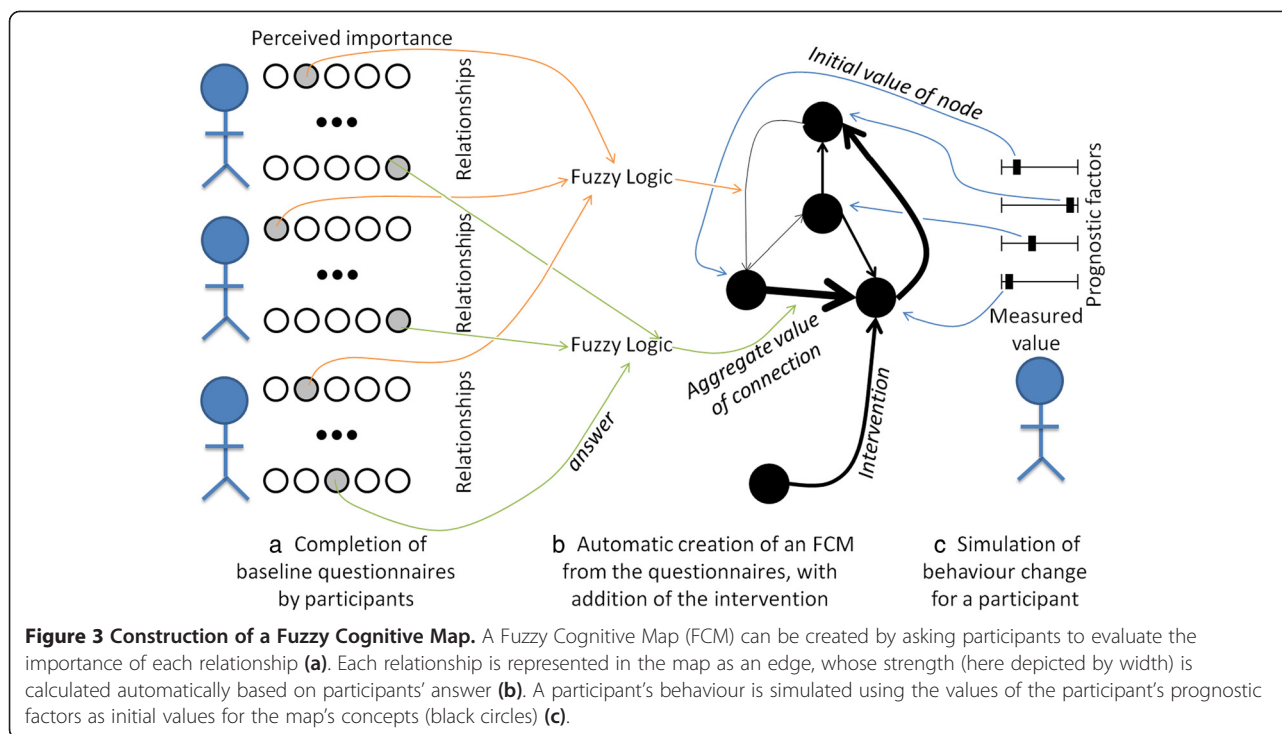 Perceived importance
Relationships
Relationships
Relationships
Fuzzy Logic
Fuzzy Logic
answer
Initial value of node
Aggregate value
of connection
Intervention
Prognostic factors
Measured
value
a Completion of
baseline questionnaires
by participants
b Automatic creation of an FCM
from the questionnaires, with
addition of the intervention
c Simulation of
behaviour change
for a participant
Figure 3 Construction of a Fuzzy Cognitive Map. A Fuzzy Cognitive Map (FCM) can be created by asking participants to evaluate the
importance of each relationship (a). Each relationship is represented in the map as an edge, whose strength (here depicted by width) is
calculated automatically based on participants' answer (b). A participant's behaviour is simulated using the values of the participant's prognostic
factors as initial values for the map's concepts (black circles) (c).